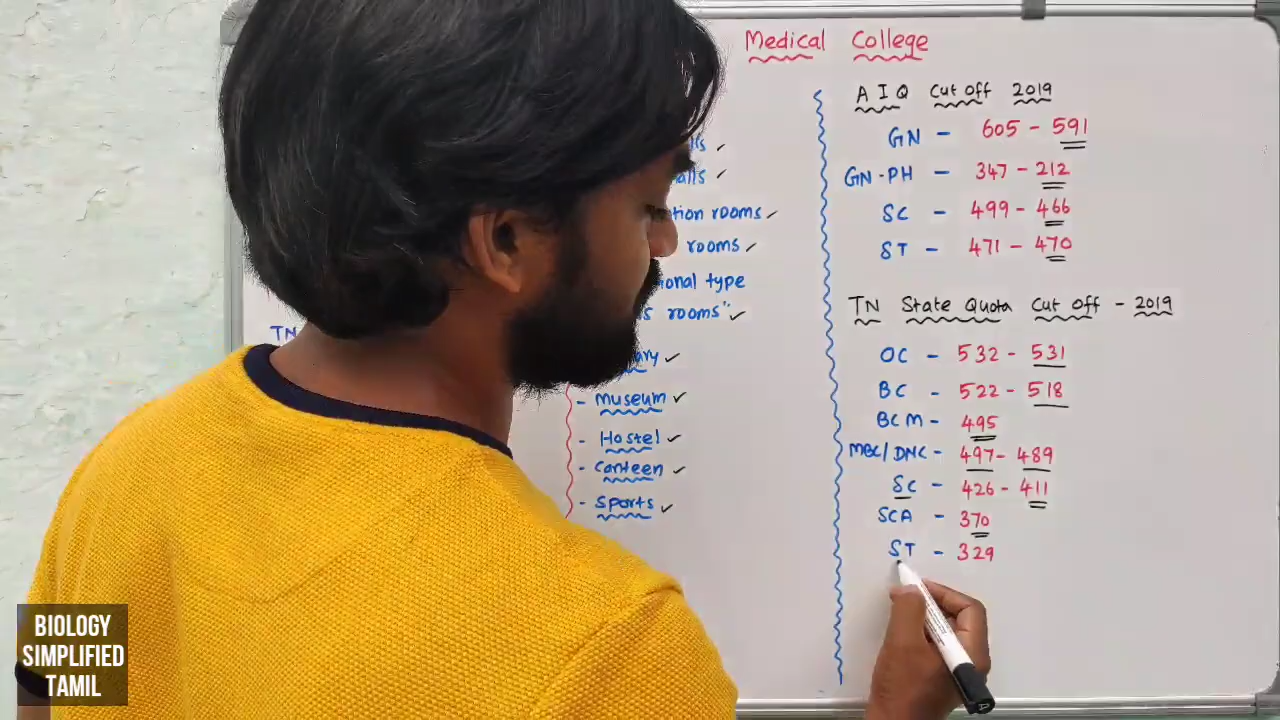 Medical College
✓
✓
rooms ✓
rooms ✓
type
rooms" ✓
TN
✓
- Museum ✓
- Hostel ✓
- Canteen ✓
- Sports ✓
A I Q Cut off 2019
GN - 605 - 591
GN-PH - 347 - 212
SC - 499 - 466
ST - 471 - 470
TN State Quota Cut off - 2019
OC - 532 - 531
BC - 522 - 518
BCM - 495
MBC/DNC - 497 - 489
SC - 426 - 411
SCA - 370
ST - 329
BIOLOGY
SIMPLIFIED
TAMIL